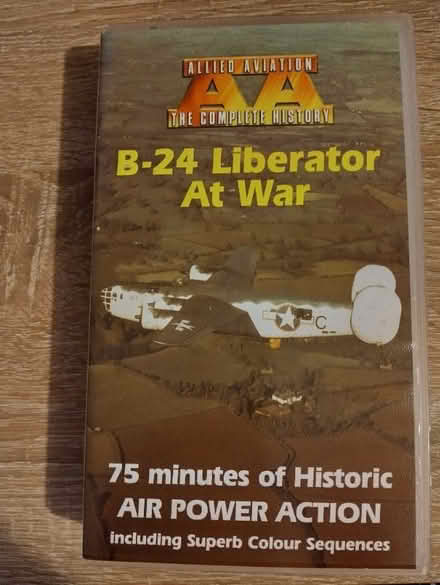 ALLIED AVIATION
AA
THE COMPLETE HISTORY
B-24 Liberator
At War
C
75 minutes of Historic
AIR POWER ACTION
including Superb Colour Sequences